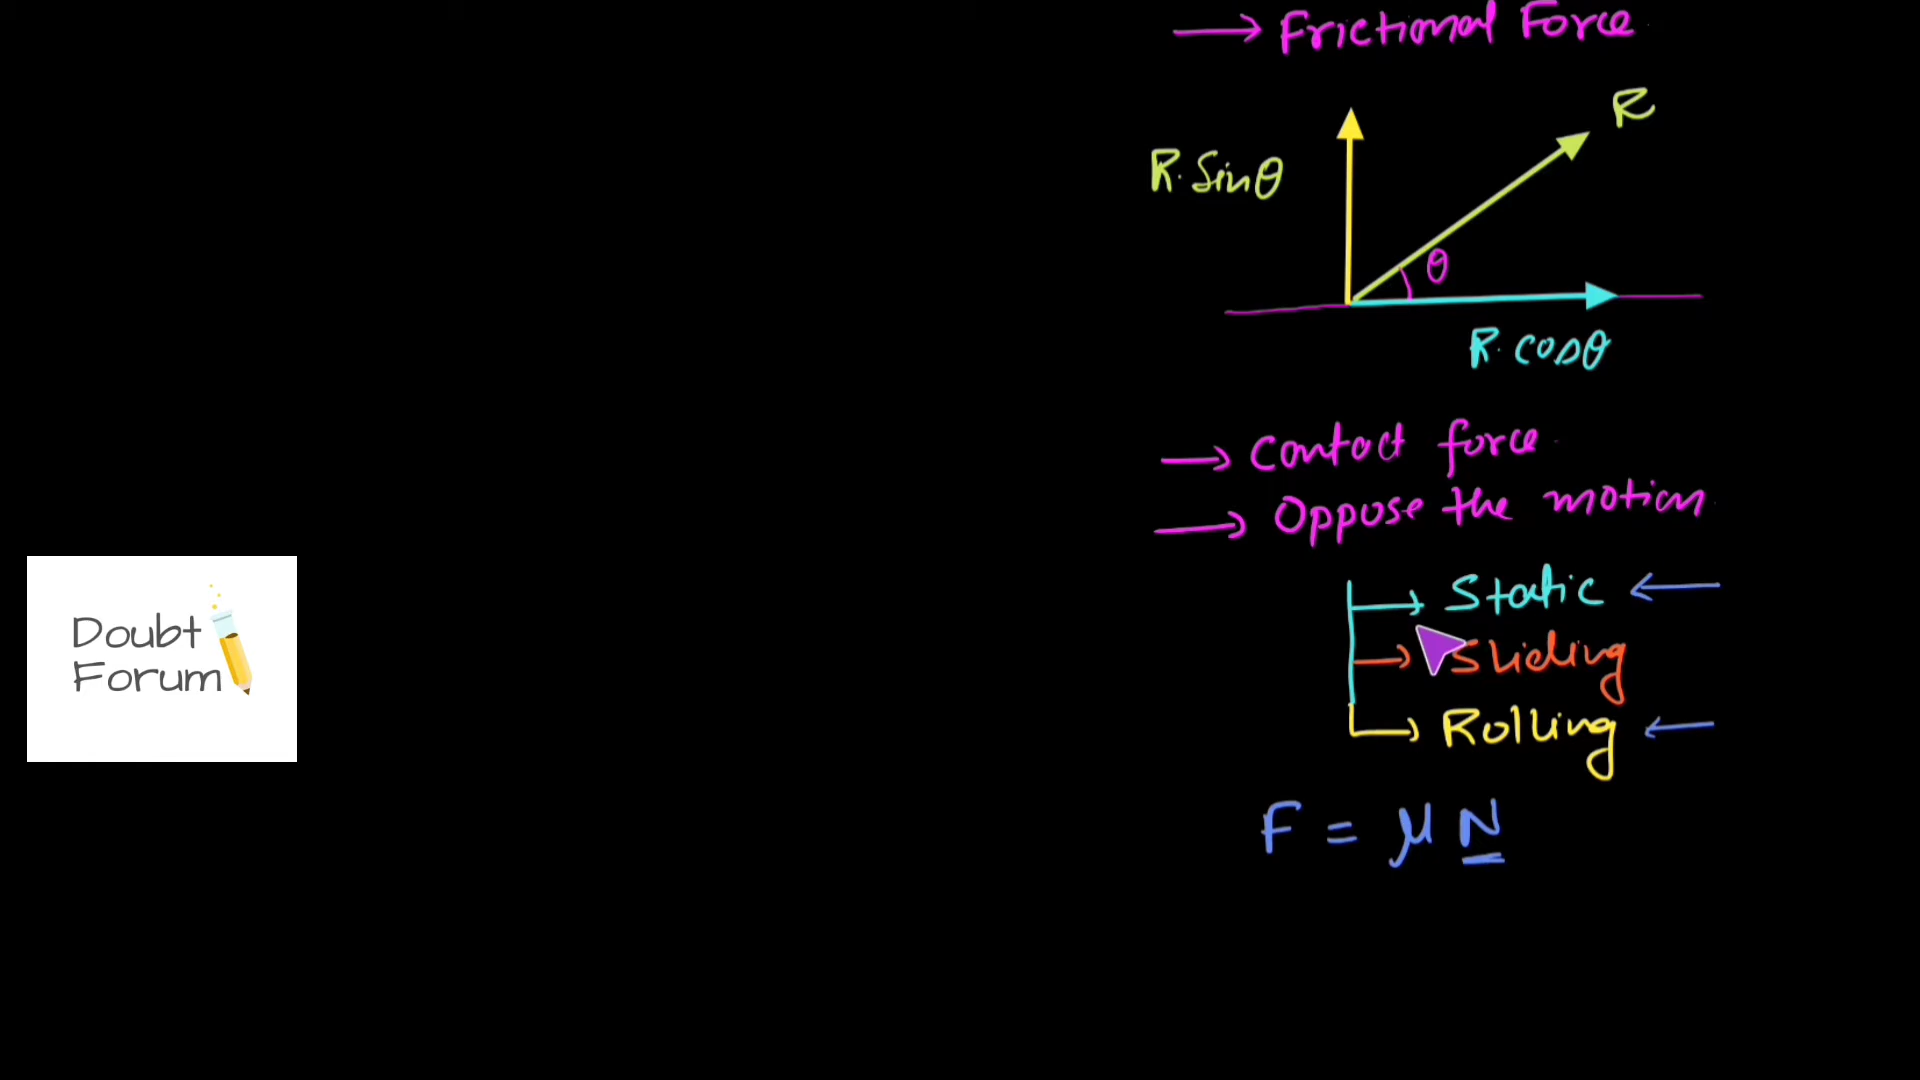 → Frictional Force
R
R. Sinθ
θ
R. cosθ
→ Contact force.
→ Oppose the motion
→ Static ←
→ Sliding
→ Rolling ←
F = μ N
Doubt
Forum